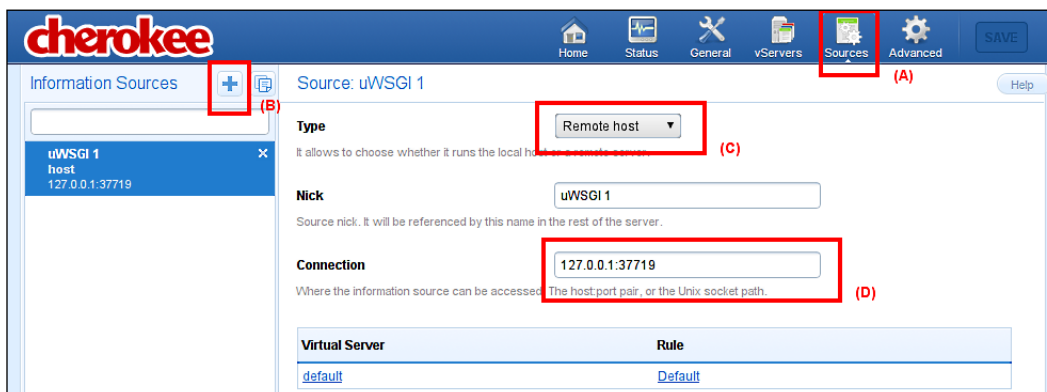 cherokee
Home
Status
General
vServers
Sources
Advanced
SAVE
(A)
Information Sources
(B)
Source: uWSGI 1
Help
uWSGI 1
host
127.0.0.1:37719
Type
Remote host
(C)
It allows to choose whether it runs the local host or a remote server.
Nick
uWSGI 1
Source nick. It will be referenced by this name in the rest of the server.
Connection
127.0.0.1:37719
Where the information source can be accessed. The host:port pair, or the Unix socket path.
(D)
Virtual Server
Rule
default
Default